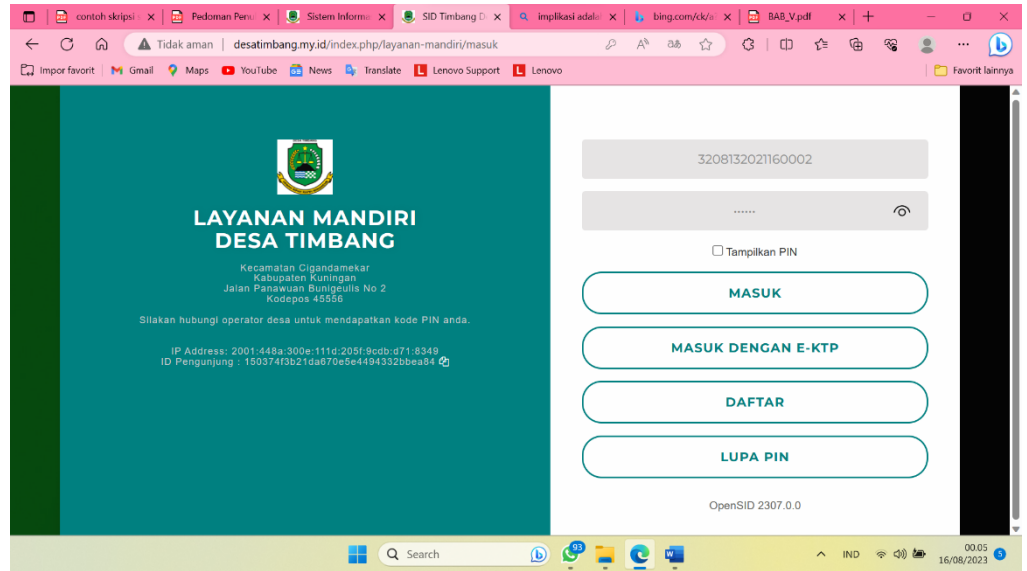 contoh skripsi
Pedoman Penu
Sistem Informa
SID Timbang D
implikasi adalah
bing.com/ck/a
BAB_V.pdf
Tidak aman | desatimbang.my.id/index.php/layanan-mandiri/masuk
Impor favorit
Gmail
Maps
YouTube
News
Translate
Lenovo Support
Lenovo
Favorit lainnya
LAYANAN MANDIRI
DESA TIMBANG
Kecamatan Cigandamekar
Kabupaten Kuningan
Jalan Panawuan Bunigeulis No 2
Kodepos 45556
Silakan hubungi operator desa untuk mendapatkan kode PIN anda.
IP Address: 2001:448a:300e:111d:205f:9cdb:d71:8349
ID Pengunjung : 150374f3b21da670e5e4494332bbea84
3208132021160002
······
Tampilkan PIN
MASUK
MASUK DENGAN E-KTP
DAFTAR
LUPA PIN
OpenSID 2307.0.0
Search
93
IND
00.05
16/08/2023
5